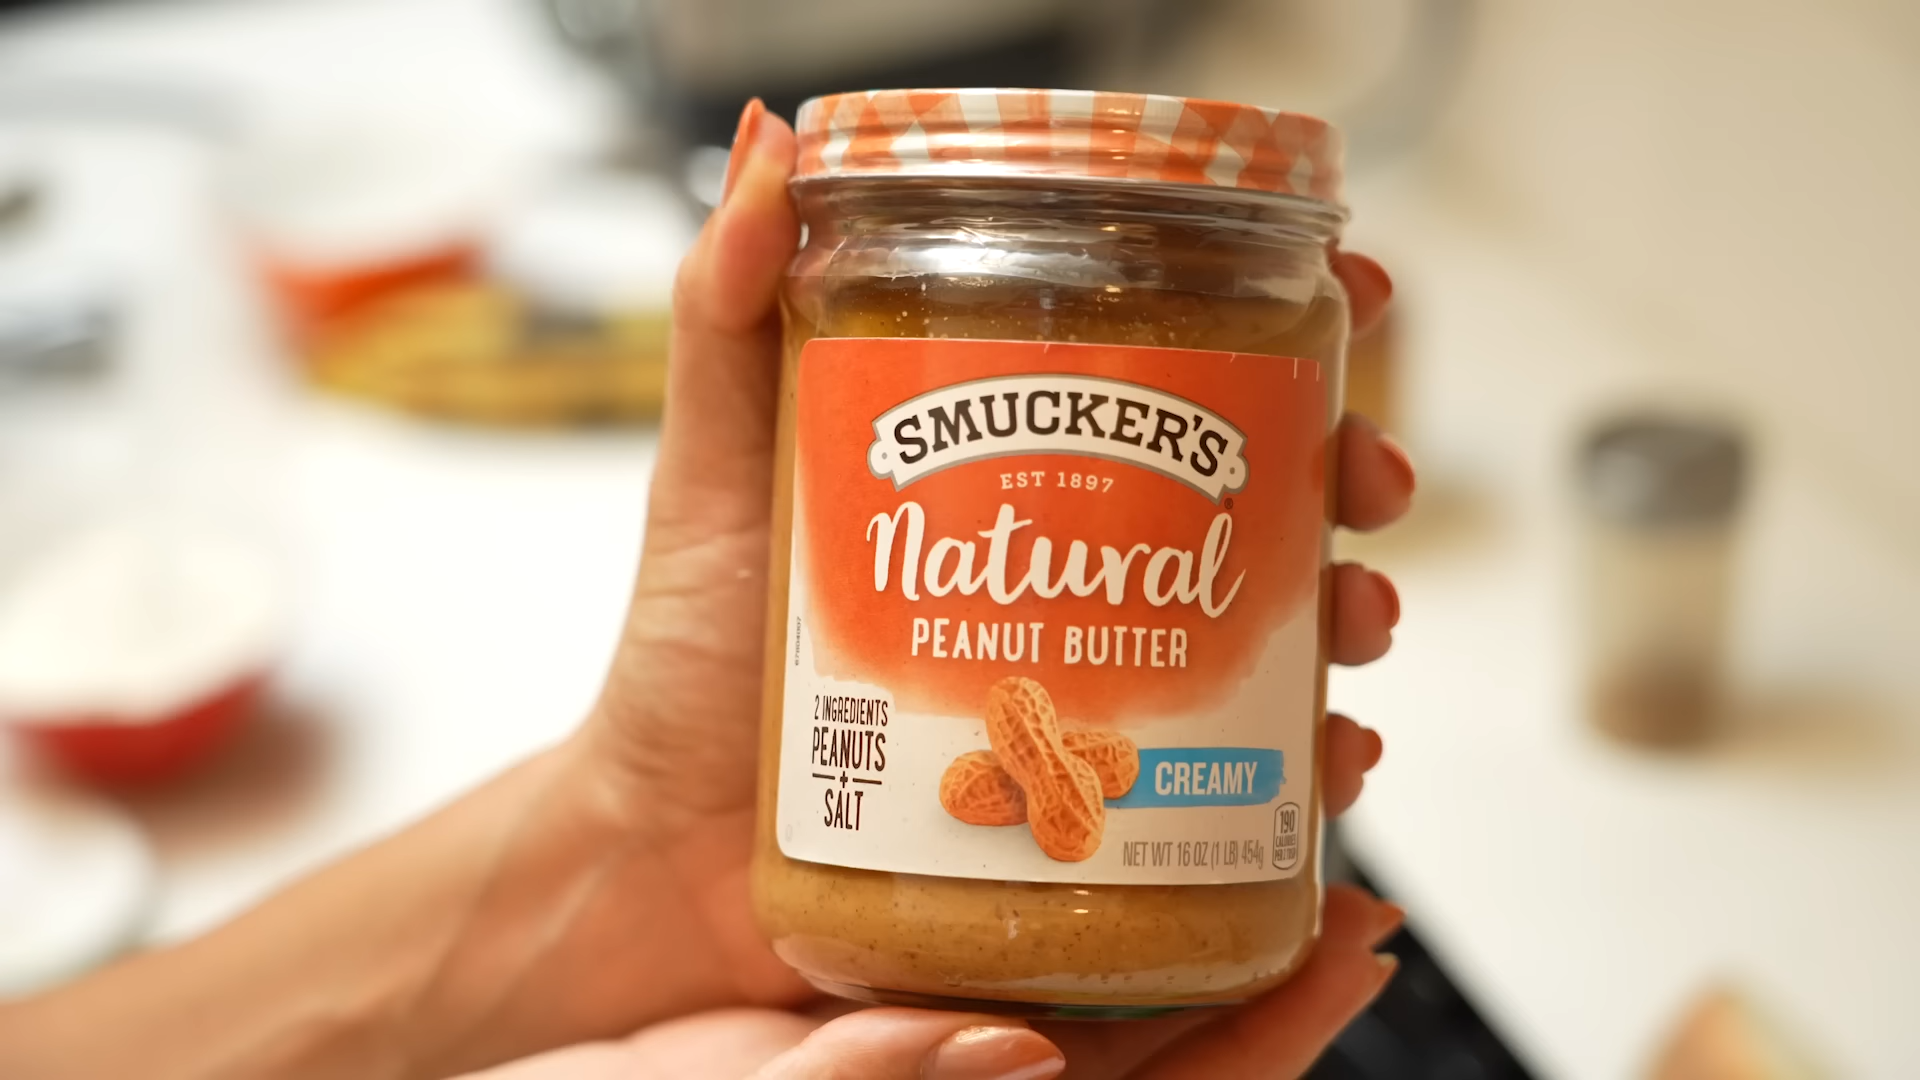 SMUCKER'S
EST 1897
®
Natural
PEANUT BUTTER
2 INGREDIENTS
PEANUTS
+
SALT
CREAMY
NET WT 16 OZ (1 LB) 454g
190
CALORIES